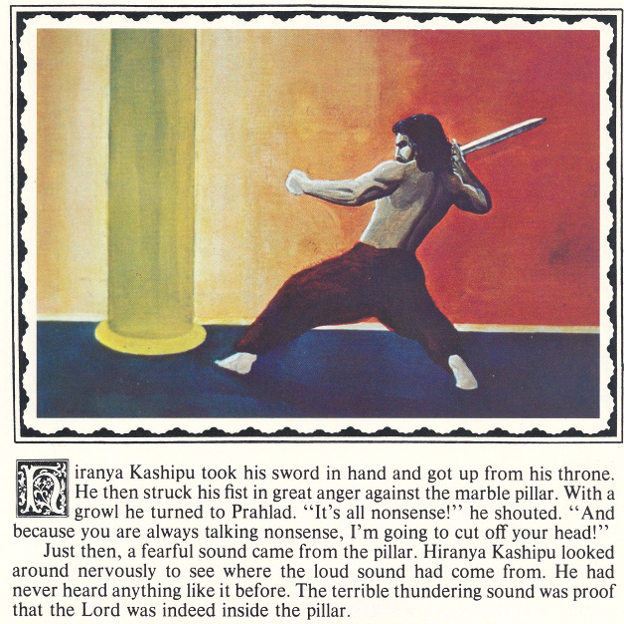 Hiranya Kashipu took his sword in hand and got up from his throne.
He then struck his fist in great anger against the marble pillar. With a
growl he turned to Prahlad. “It’s all nonsense!” he shouted. “And
because you are always talking nonsense, I’m going to cut off your head!”
Just then, a fearful sound came from the pillar. Hiranya Kashipu looked
around nervously to see where the loud sound had come from. He had
never heard anything like it before. The terrible thundering sound was proof
that the Lord was indeed inside the pillar.